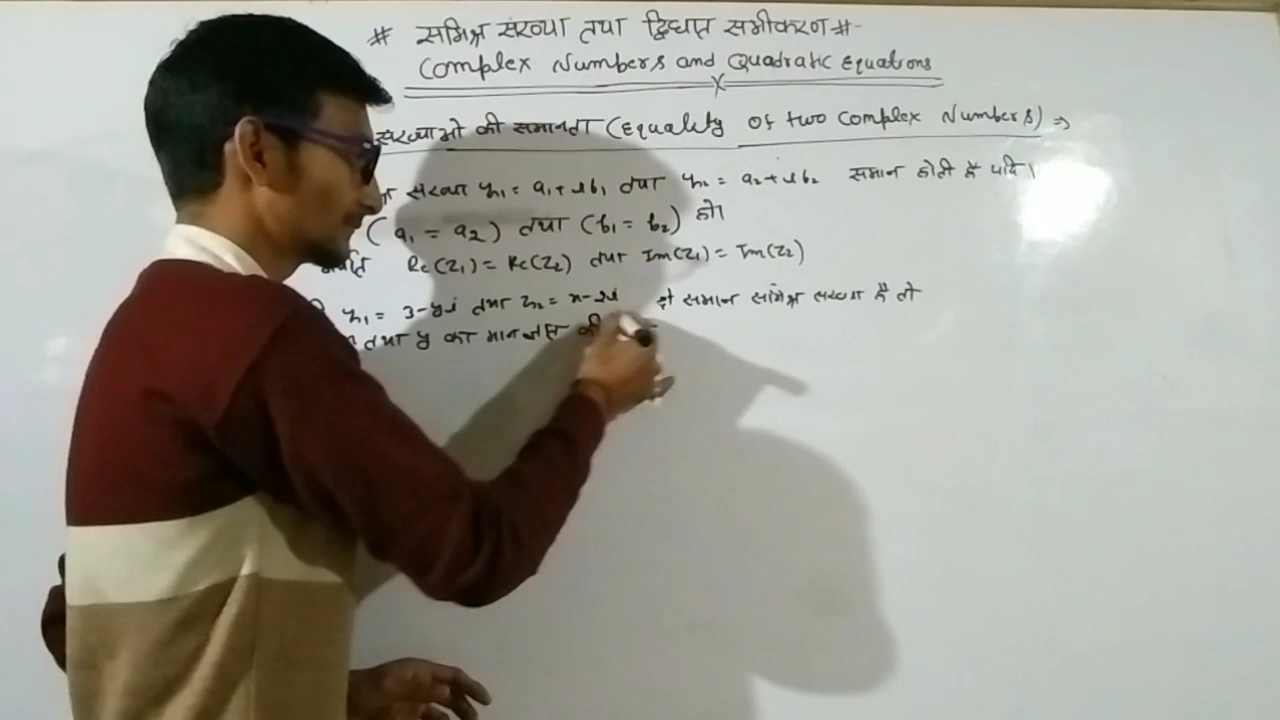 # समिश्र संख्या तथा द्विघात समीकरण #-
Complex Numbers and Quadratic Equations
संख्याओ की समानता (Equality of two Complex Numbers) ⇒
संख्या z₁ = a₁+ib₁ तथा z₂ = a₂+ib₂ समान होती हैं यदि।
(a₁ = a₂) तथा (b₁ = b₂) हो।
Re(z₁) = Re(z₂) तथा Im(z₁) = Im(z₂)
z₁ = 3-yi तथा z₂ = x-2i दो समान समिश्र संख्या है तो
तथा y का मान ज्ञात की